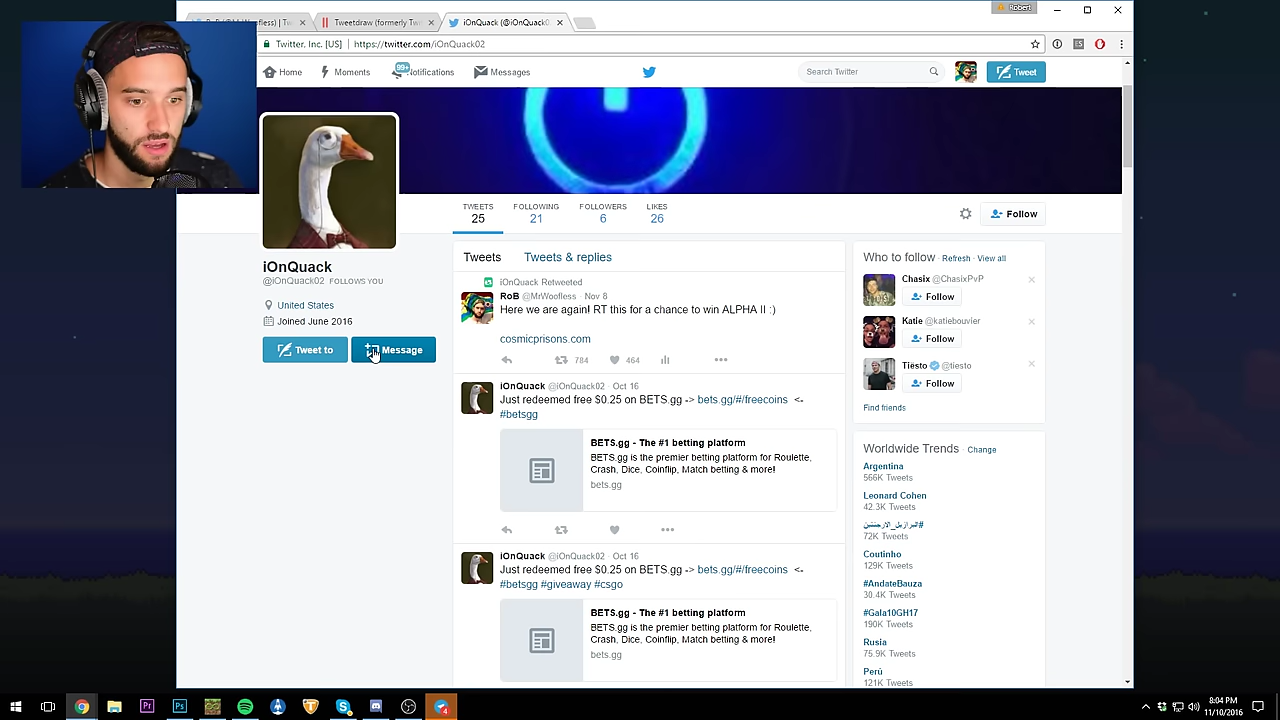 Tweetdraw (formerly Tw
iOnQuack (@iOnQuack0
Robert
Twitter, Inc. [US]
https://twitter.com/iOnQuack02
Home
Moments
99+
Notifications
Messages
Search Twitter
Tweet
TWEETS
25
FOLLOWING
21
FOLLOWERS
6
LIKES
26
Follow
iOnQuack
@iOnQuack02 FOLLOWS YOU
United States
Joined June 2016
Tweet to
Message
Tweets
Tweets & replies
iOnQuack Retweeted
RoB @MrWoofless · Nov 8
Here we are again! RT this for a chance to win ALPHA II :)
cosmicprisons.com
784
464
iOnQuack @iOnQuack02 · Oct 16
Just redeemed free $0.25 on BETS.gg -> bets.gg/#/freecoins <-
#betsgg
BETS.gg - The #1 betting platform
BETS.gg is the premier betting platform for Roulette,
Crash, Dice, Coinflip, Match betting & more!
bets.gg
iOnQuack @iOnQuack02 · Oct 16
Just redeemed free $0.25 on BETS.gg -> bets.gg/#/freecoins <-
#betsgg #giveaway #csgo
BETS.gg - The #1 betting platform
BETS.gg is the premier betting platform for Roulette,
Crash, Dice, Coinflip, Match betting & more!
bets.gg
Who to follow · Refresh · View all
Chasix @ChasixPvP
Follow
Katie @katiebouvier
Follow
Tiësto @tiesto
Follow
Find friends
Worldwide Trends · Change
Argentina
566K Tweets
Leonard Cohen
42.3K Tweets
#البرازيل_الارجنتين
72K Tweets
Coutinho
129K Tweets
#AndateBauza
30.4K Tweets
#Gala10GH17
190K Tweets
Rusia
75.9K Tweets
Perú
121K Tweets
8:04 PM
11/10/2016